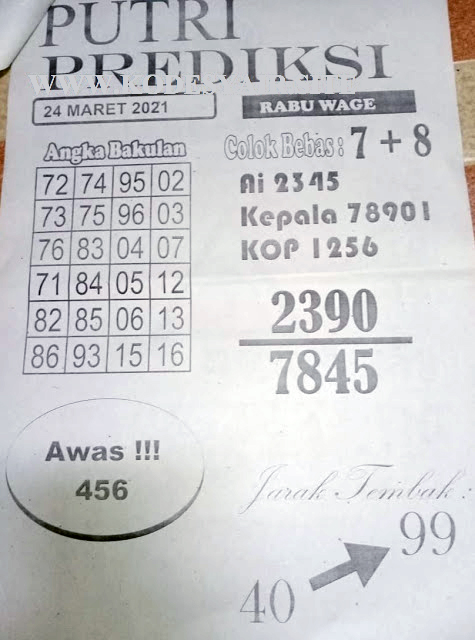 PUTRI
PREDIKSI
24 MARET 2021
RABU WAGE
Angka Bakulan
72 74 95 02
73 75 96 03
76 83 04 07
71 84 05 12
82 85 06 13
86 93 15 16
Colok Bebas : 7 + 8
Ai 2345
Kepala 78901
KOP 1256
2390
7845
Awas !!!
456
Jarak Tembak :
99
40